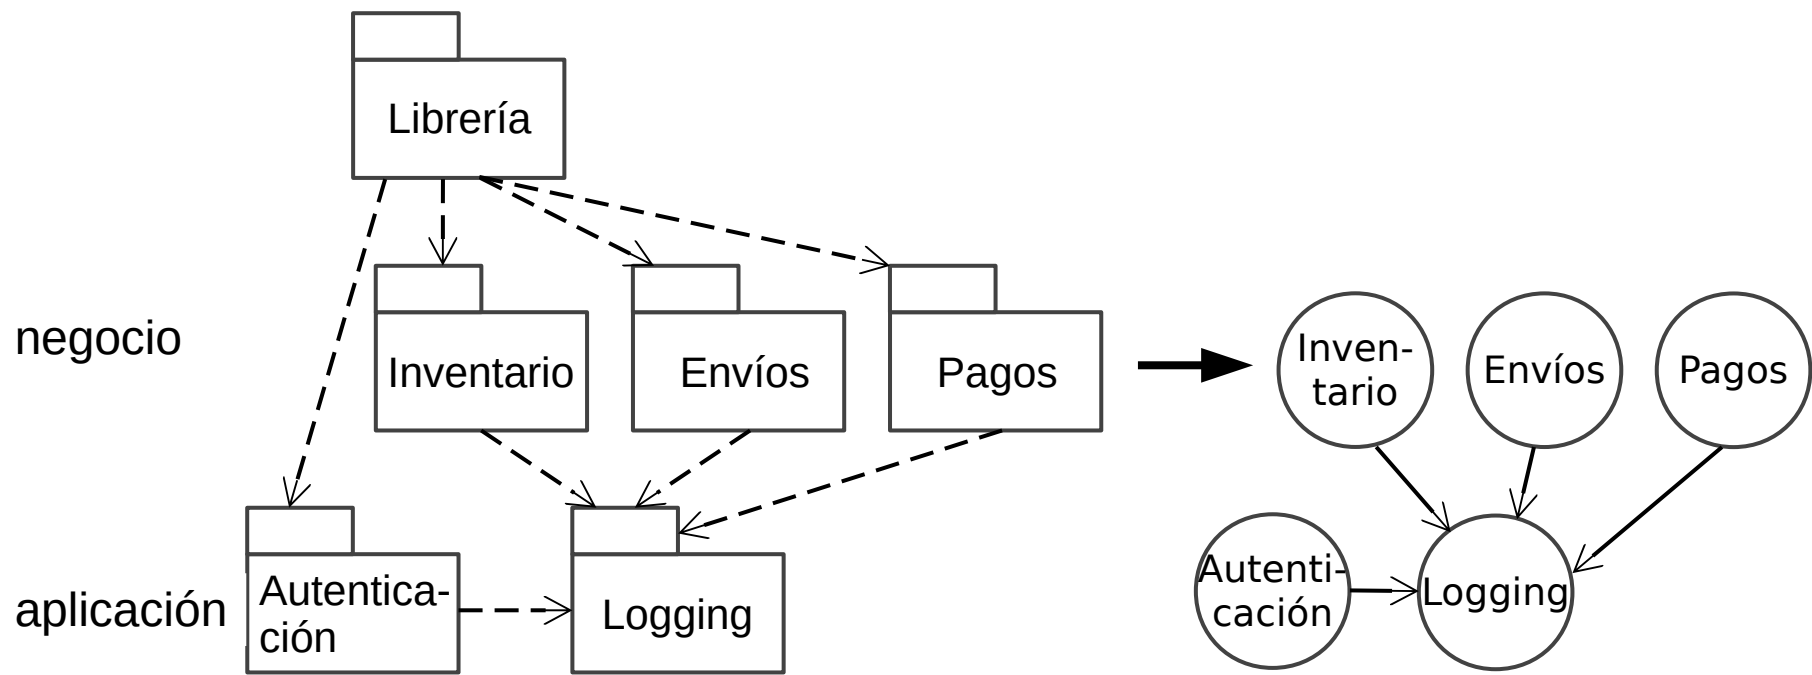 Librería
negocio
Inventario
Envíos
Pagos
Inven-
tario
Envíos
Pagos
aplicación
Autentica-
ción
Logging
Autenti-
cación
Logging